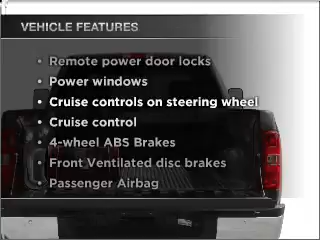 VEHICLE FEATURES
• Remote power door locks
• Power windows
• Cruise controls on steering wheel
• Cruise control
• 4-wheel ABS Brakes
• Front Ventilated disc brakes
• Passenger Airbag